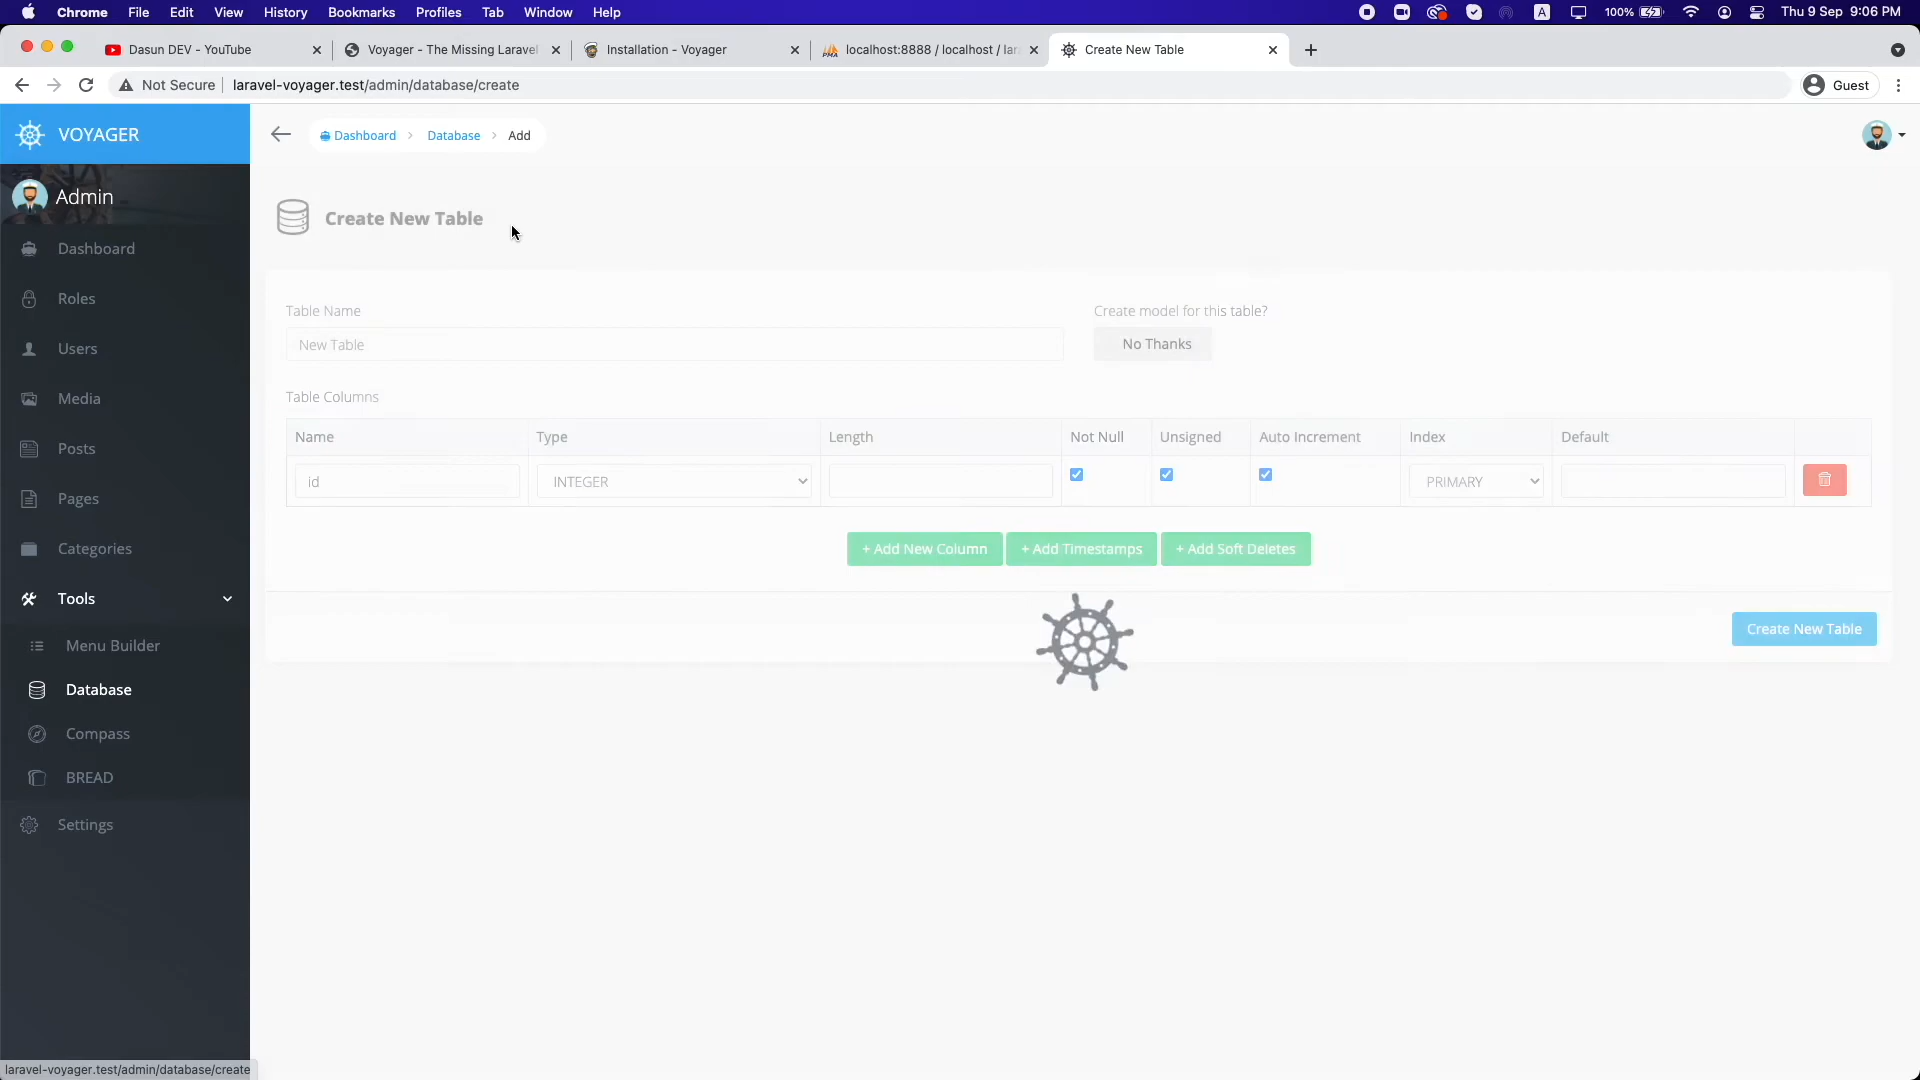 Chrome File Edit View History Bookmarks Profiles Tab Window Help A 100% Thu 9 Sep 9:06 PM
Dasun DEV - YouTube Voyager - The Missing Laravel Installation - Voyager localhost:8888 / localhost / lar Create New Table
Not Secure laravel-voyager.test/admin/database/create Guest
VOYAGER
Dashboard Database Add
Admin
Create New Table
Dashboard
Roles
Users
Media
Posts
Pages
Categories
Tools
Menu Builder
Database
Compass
BREAD
Settings
Table Name Create model for this table?
New Table No Thanks
Table Columns
Name Type Length Not Null Unsigned Auto Increment Index Default
id INTEGER PRIMARY
+ Add New Column + Add Timestamps + Add Soft Deletes
Create New Table
laravel-voyager.test/admin/database/create